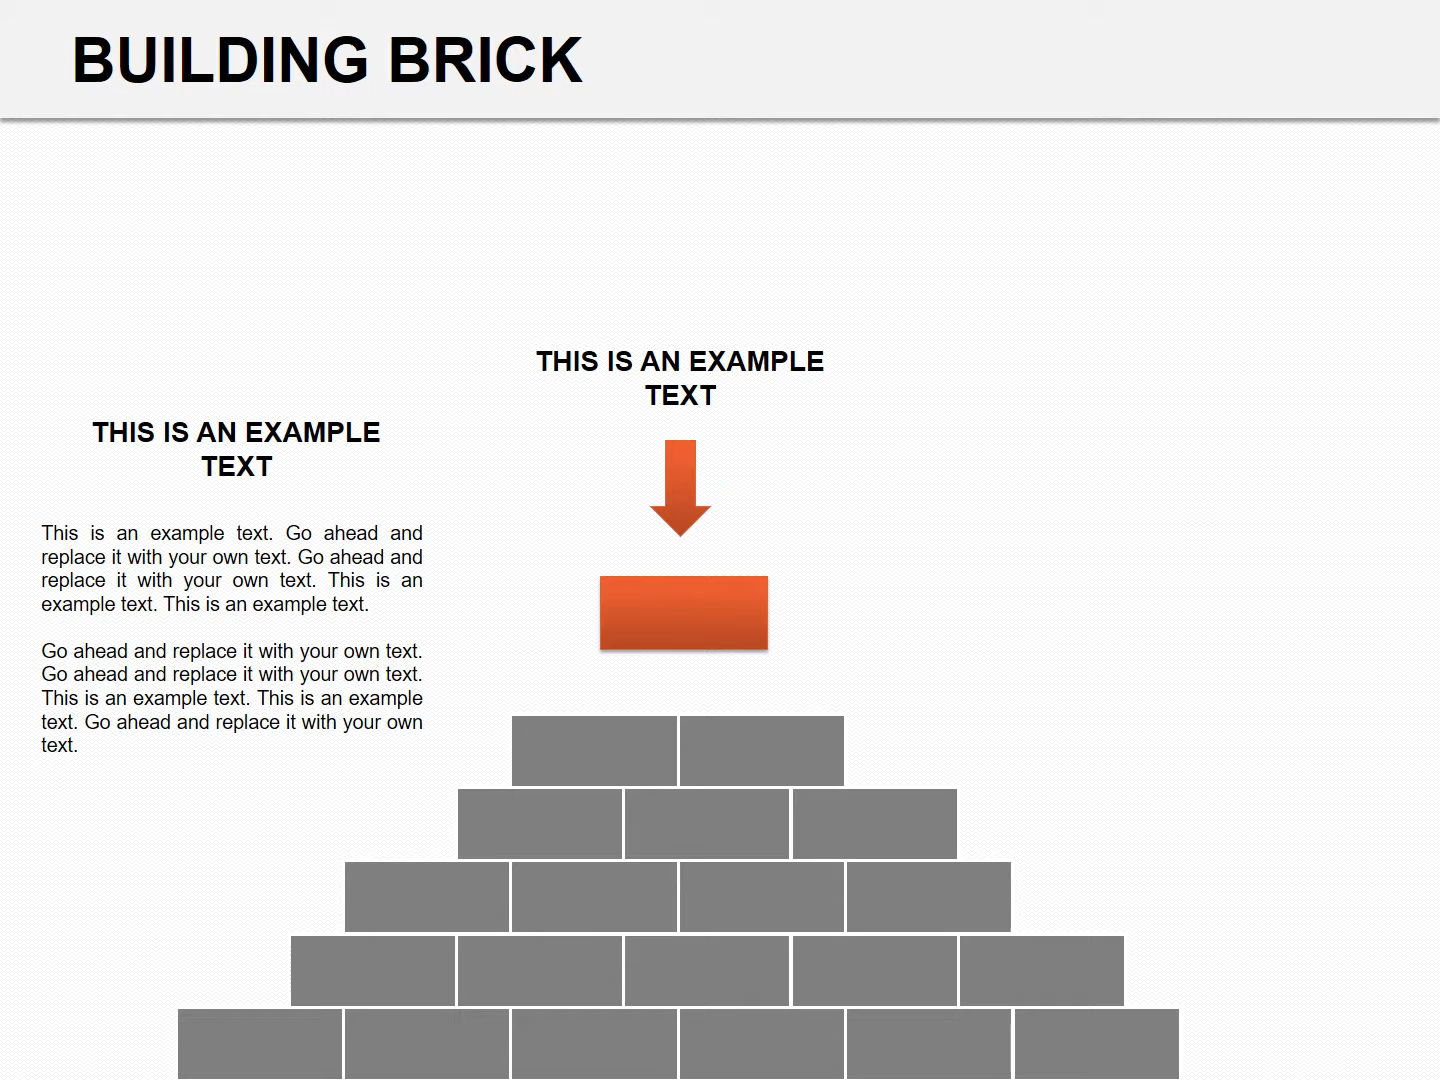 BUILDING BRICK
THIS IS AN EXAMPLE
TEXT
THIS IS AN EXAMPLE
TEXT
This is an example text. Go ahead and
replace it with your own text. Go ahead and
replace it with your own text. This is an
example text. This is an example text.
Go ahead and replace it with your own text.
Go ahead and replace it with your own text.
This is an example text. This is an example
text. Go ahead and replace it with your own
text.